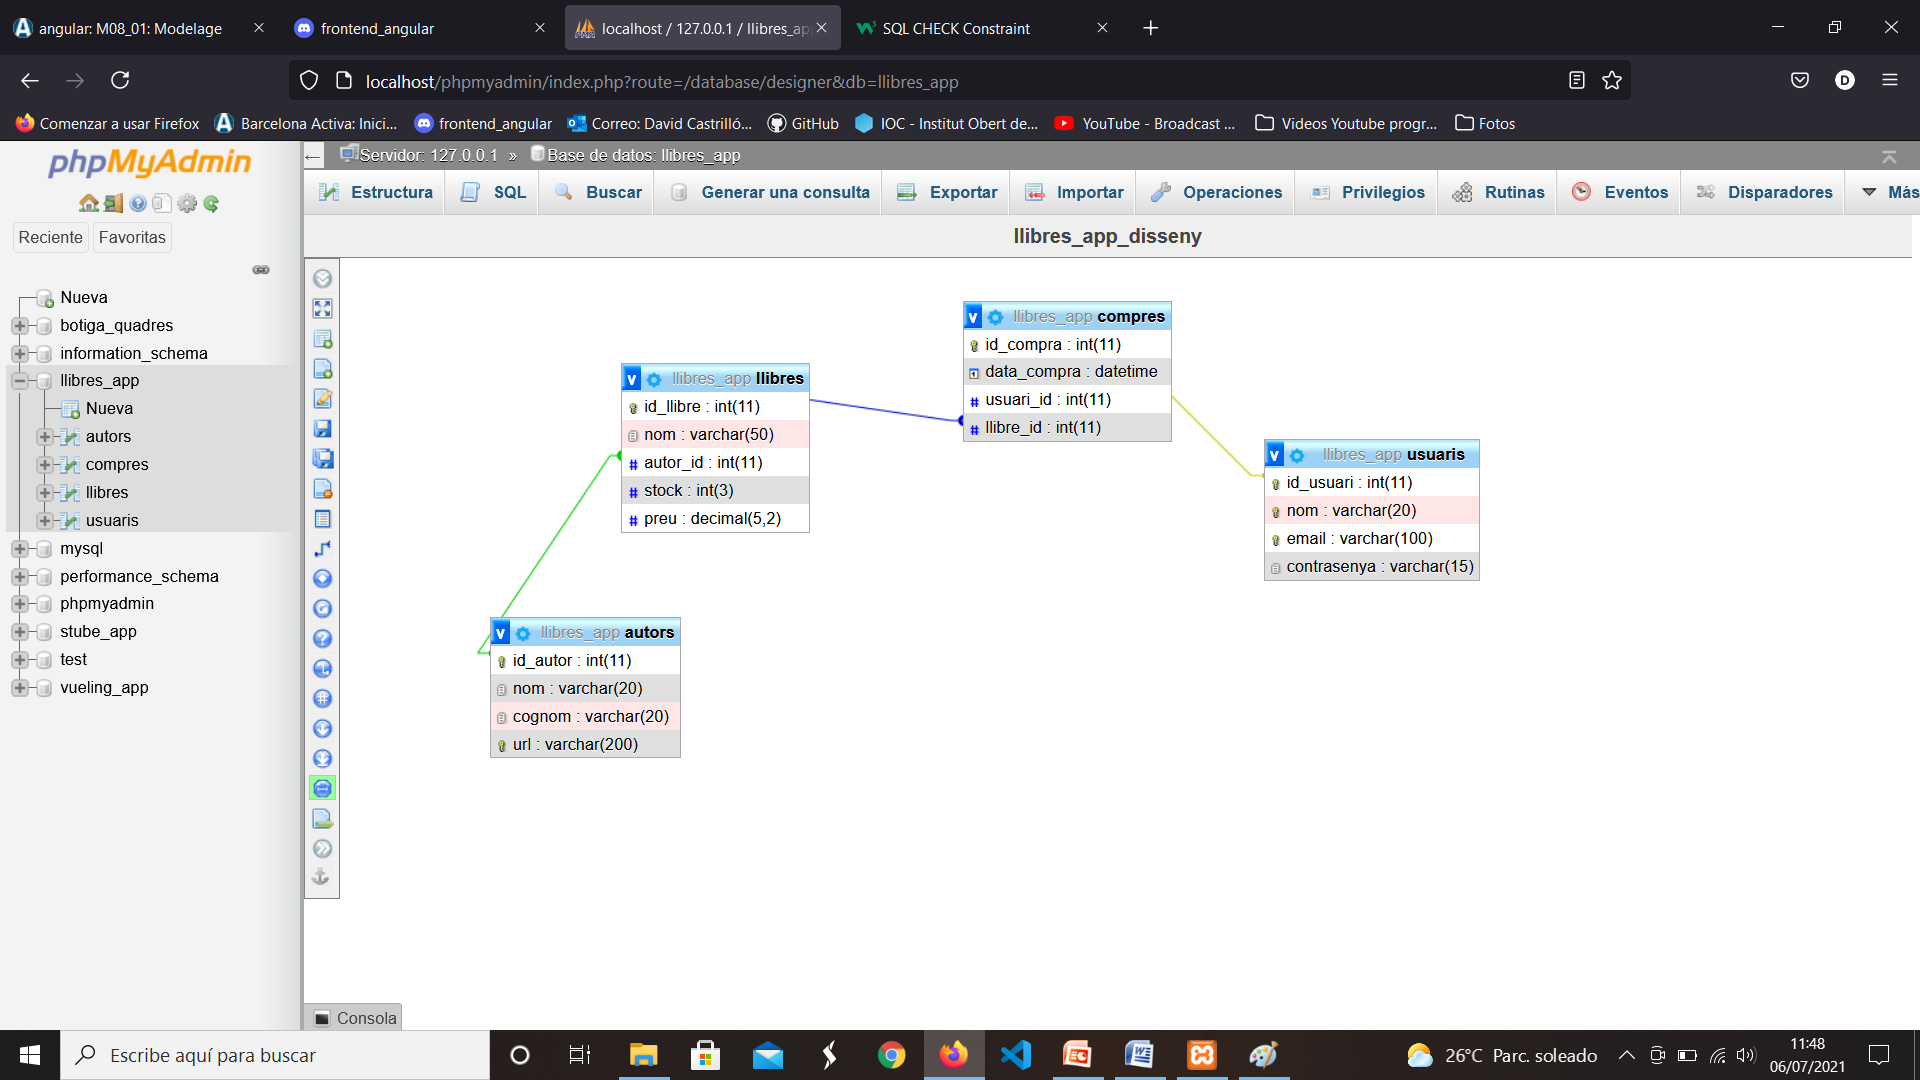 angular: M08_01: Modelage
frontend_angular
localhost / 127.0.0.1 / llibres_ap
SQL CHECK Constraint
localhost/phpmyadmin/index.php?route=/database/designer&db=llibres_app
D
Comenzar a usar Firefox
Barcelona Activa: Inici...
frontend_angular
Correo: David Castrilló...
GitHub
IOC - Institut Obert de...
YouTube - Broadcast ...
Videos Youtube progr...
Fotos
phpMyAdmin
Reciente
Favoritas
Nueva
botiga_quadres
information_schema
llibres_app
Nueva
autors
compres
llibres
usuaris
mysql
performance_schema
phpmyadmin
stube_app
test
vueling_app
Servidor: 127.0.0.1 » Base de datos: llibres_app
Estructura
SQL
Buscar
Generar una consulta
Exportar
Importar
Operaciones
Privilegios
Rutinas
Eventos
Disparadores
Más
llibres_app_disseny
v llibres_app compres
id_compra : int(11)
data_compra : datetime
# usuari_id : int(11)
# llibre_id : int(11)
v llibres_app llibres
id_llibre : int(11)
nom : varchar(50)
# autor_id : int(11)
# stock : int(3)
# preu : decimal(5,2)
v llibres_app usuaris
id_usuari : int(11)
nom : varchar(20)
email : varchar(100)
contrasenya : varchar(15)
v llibres_app autors
id_autor : int(11)
nom : varchar(20)
cognom : varchar(20)
url : varchar(200)
Consola
Escribe aquí para buscar
26°C Parc. soleado
11:48
06/07/2021